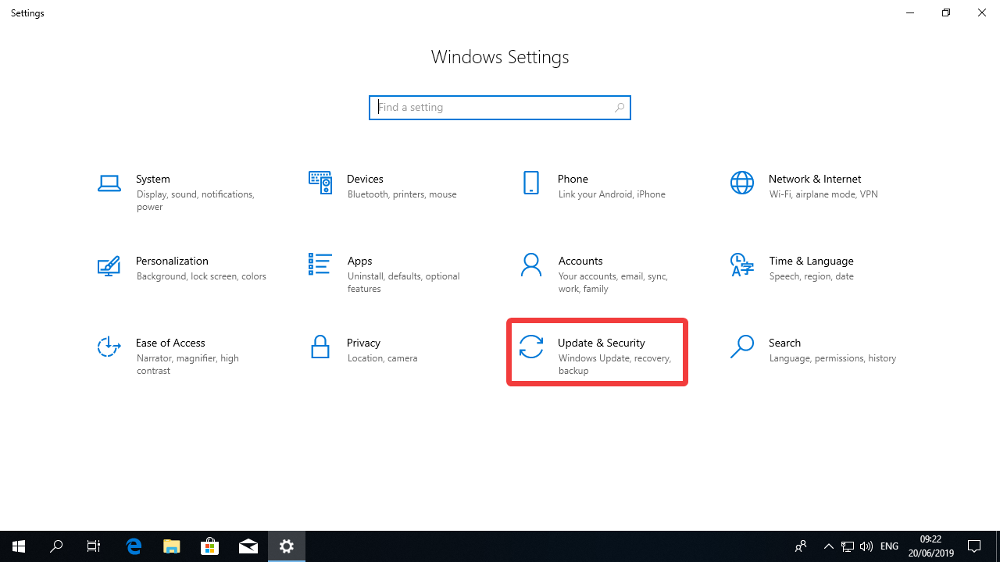 Settings
Windows Settings
Find a setting
System
Display, sound, notifications,
power
Devices
Bluetooth, printers, mouse
Phone
Link your Android, iPhone
Network & Internet
Wi-Fi, airplane mode, VPN
Personalization
Background, lock screen, colors
Apps
Uninstall, defaults, optional
features
Accounts
Your accounts, email, sync,
work, family
Time & Language
Speech, region, date
Ease of Access
Narrator, magnifier, high
contrast
Privacy
Location, camera
Update & Security
Windows Update, recovery,
backup
Search
Language, permissions, history
ENG
09:22
20/06/2019